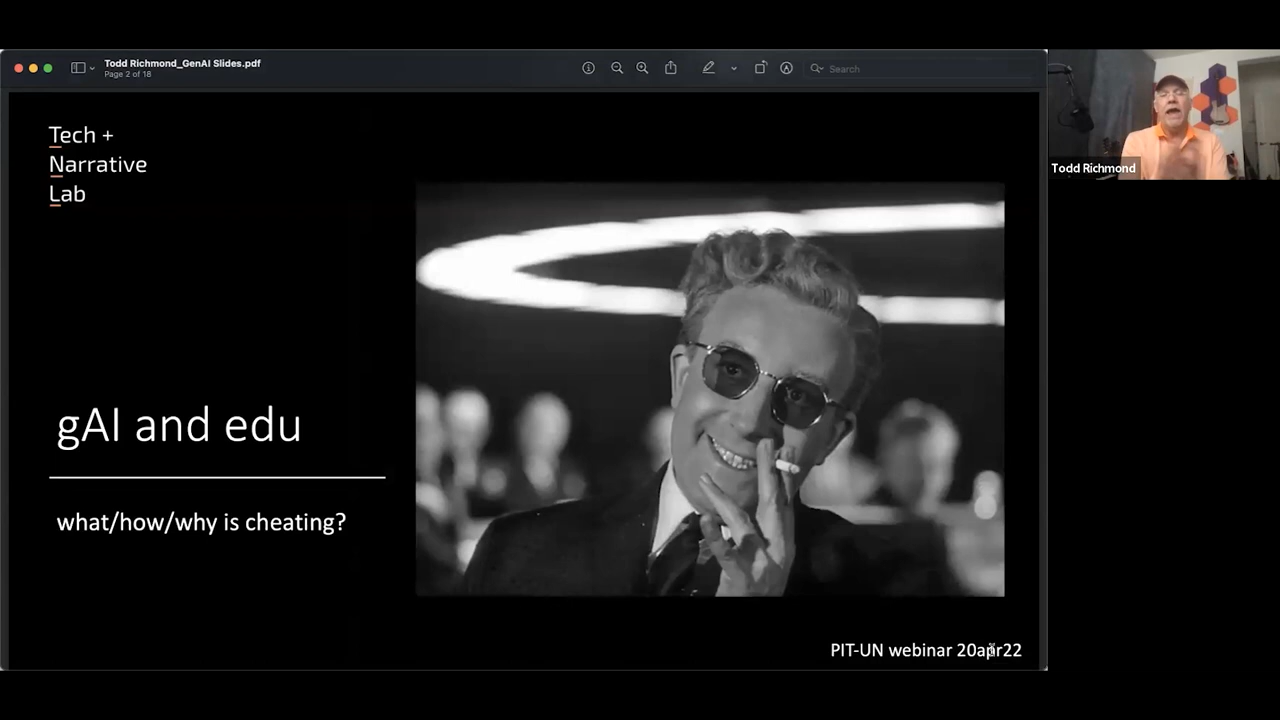 Todd Richmond_GenAI Slides.pdf
Page 2 of 18
Search
Tech +
Narrative
Lab
gAI and edu
what/how/why is cheating?
PIT-UN webinar 20apr22
Todd Richmond